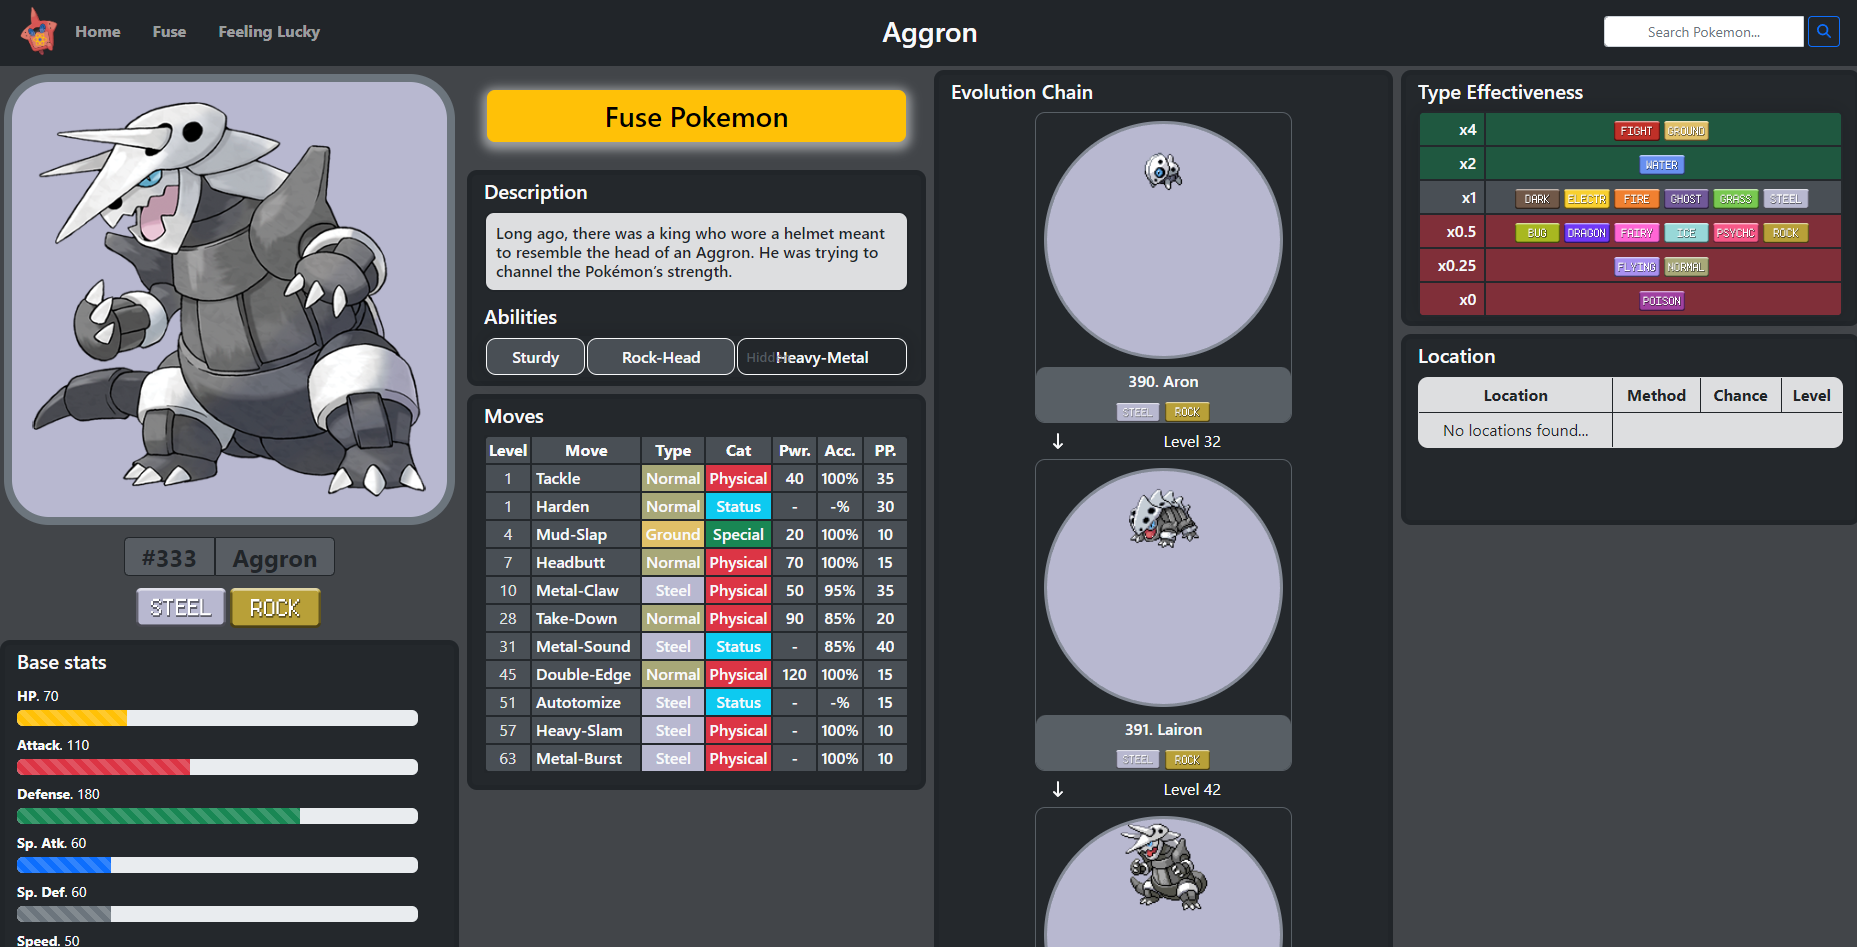 Home Fuse Feeling Lucky
Aggron
Search Pokemon...
#333 Aggron
STEEL ROCK
Base stats
HP. 70
Attack. 110
Defense. 180
Sp. Atk. 60
Sp. Def. 60
Speed. 50
Fuse Pokemon
Description
Long ago, there was a king who wore a helmet meant
to resemble the head of an Aggron. He was trying to
channel the Pokémon's strength.
Abilities
Sturdy Rock-Head Heavy-Metal
Moves
Level Move Type Cat Pwr. Acc. PP.
1 Tackle Normal Physical 40 100% 35
1 Harden Normal Status - -% 30
4 Mud-Slap Ground Special 20 100% 10
7 Headbutt Normal Physical 70 100% 15
10 Metal-Claw Steel Physical 50 95% 35
28 Take-Down Normal Physical 90 85% 20
31 Metal-Sound Steel Status - 85% 40
45 Double-Edge Normal Physical 120 100% 15
51 Autotomize Steel Status - -% 15
57 Heavy-Slam Steel Physical - 100% 10
63 Metal-Burst Steel Physical - 100% 10
Evolution Chain
390. Aron
STEEL ROCK
Level 32
391. Lairon
STEEL ROCK
Level 42
Type Effectiveness
x4 FIGHT GROUND
x2 WATER
x1 DARK ELECTR FIRE GHOST GRASS STEEL
x0.5 BUG DRAGON FAIRY ICE PSYCHC ROCK
x0.25 FLYING NORMAL
x0 POISON
Location
Location Method Chance Level
No locations found...